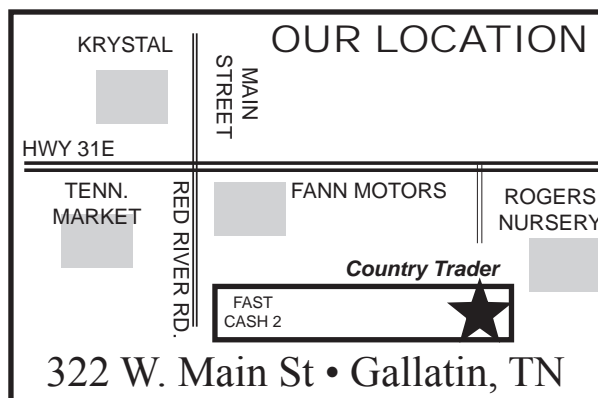 OUR LOCATION
KRYSTAL
MAIN
STREET
HWY 31E
TENN.
MARKET
RED RIVER RD.
FANN MOTORS
ROGERS
NURSERY
Country Trader
FAST
CASH 2
322 W. Main St • Gallatin, TN